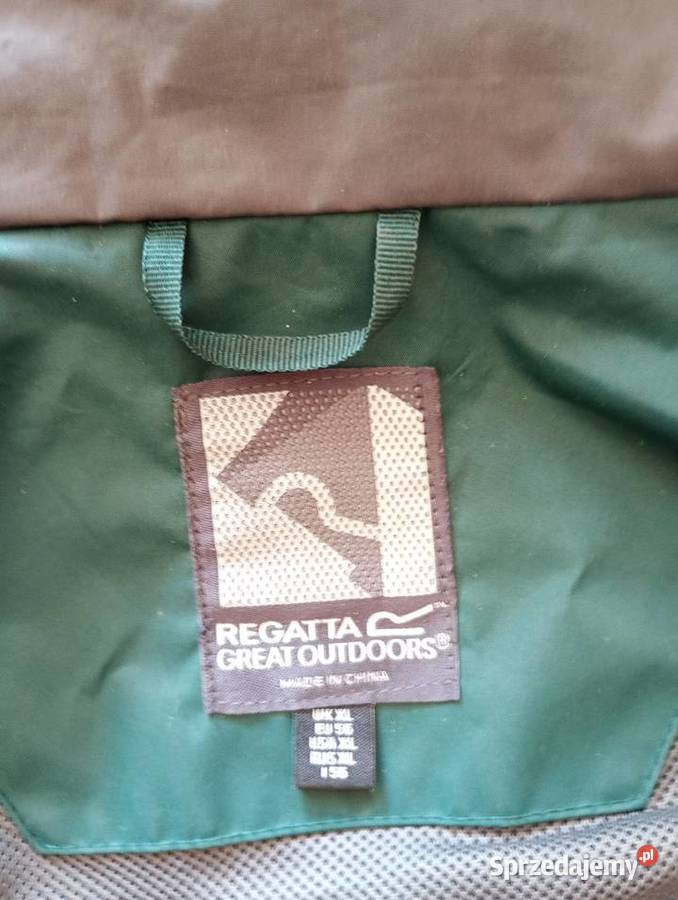 REGATTA
GREAT OUTDOORS®
MADE IN CHINA
UK XL
EU 56
USA XL
RUS XL
I 56
Sprzedajemy.pl